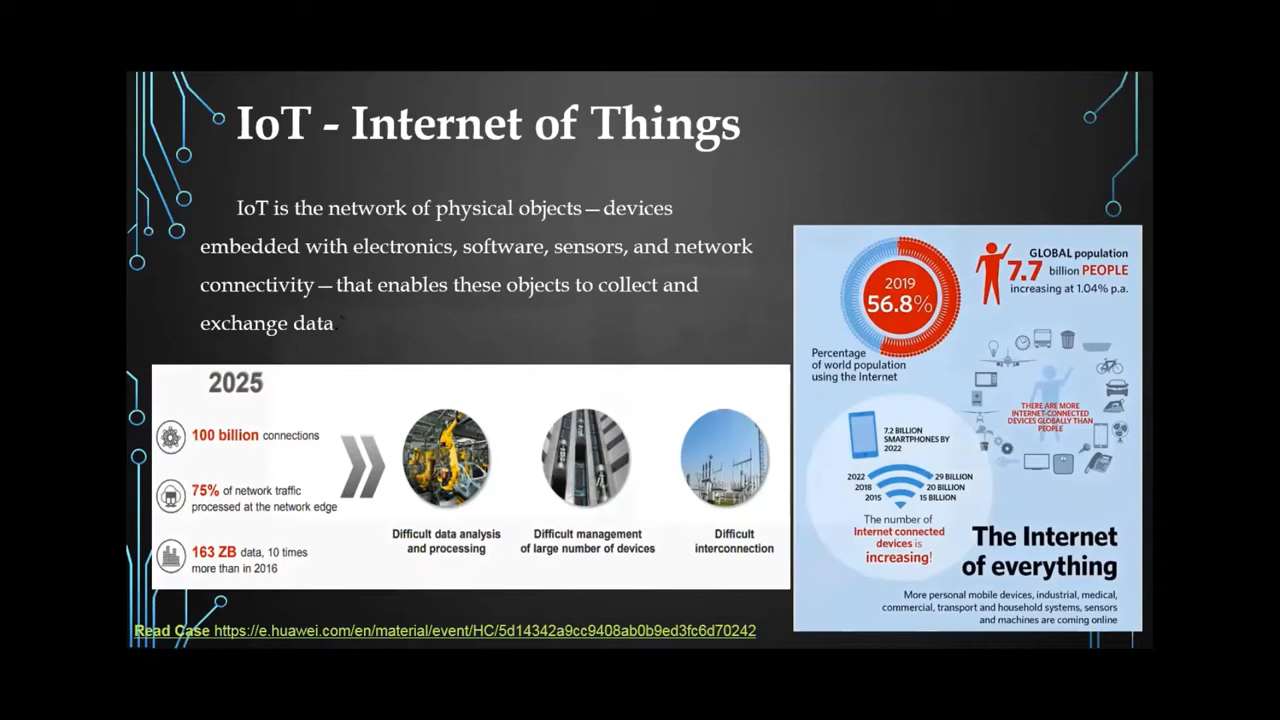 IoT - Internet of Things
IoT is the network of physical objects—devices
embedded with electronics, software, sensors, and network
connectivity—that enables these objects to collect and
exchange data.
2025
100 billion connections
75% of network traffic
processed at the network edge
163 ZB data, 10 times
more than in 2016
Difficult data analysis
and processing
Difficult management
of large number of devices
Difficult
interconnection
Read Case https://e.huawei.com/en/material/event/HC/5d14342a9cc9408ab0b9ed3fc6d70242
2019
56.8%
Percentage
of world population
using the Internet
GLOBAL population
7.7 billion PEOPLE
increasing at 1.04% p.a.
THERE ARE MORE
INTERNET-CONNECTED
DEVICES GLOBALLY THAN
PEOPLE
7.2 BILLION
SMARTPHONES BY
2022
2022 29 BILLION
2018 20 BILLION
2015 15 BILLION
The number of
Internet connected
devices is
increasing!
The Internet
of everything
More personal mobile devices, industrial, medical,
commercial, transport and household systems, sensors
and machines are coming online